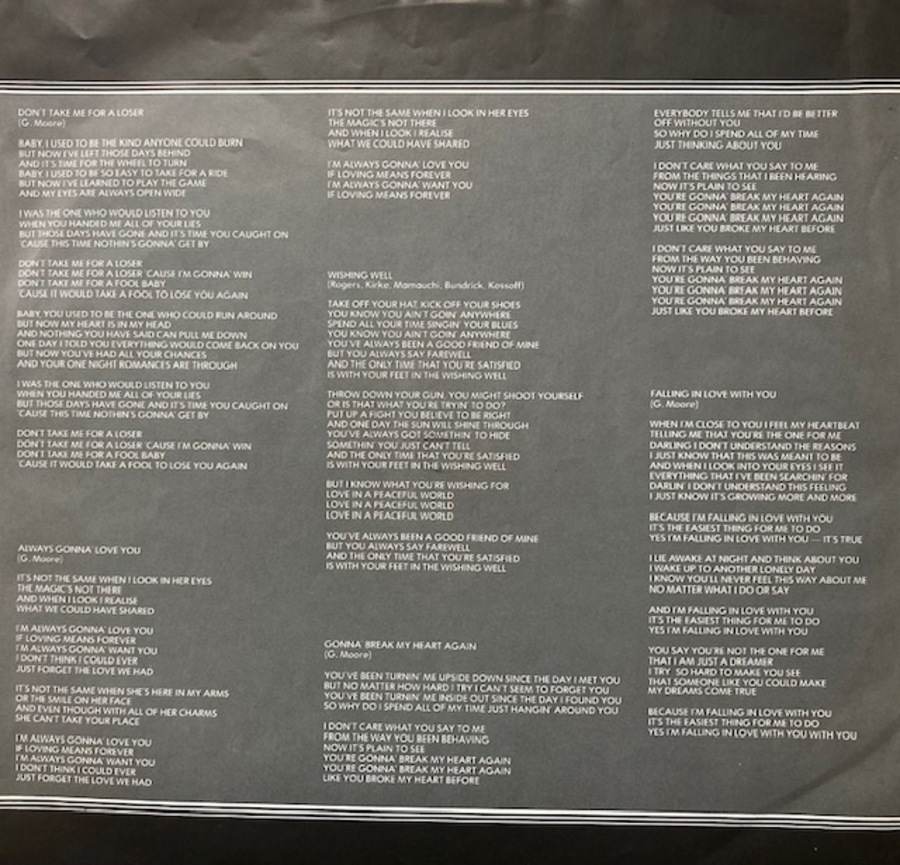 DON'T TAKE ME FOR A LOSER
(G. Moore)
BABY, I USED TO BE THE KIND ANYONE COULD BURN
BUT NOW I'VE LEFT THOSE DAYS BEHIND
AND IT'S TIME FOR THE WHEEL TO TURN
BABY, I USED TO BE SO EASY TO TAKE FOR A RIDE
BUT NOW I'VE LEARNED TO PLAY THE GAME
AND MY EYES ARE ALWAYS OPEN WIDE
I WAS THE ONE WHO WOULD LISTEN TO YOU
WHEN YOU HANDED ME ALL OF YOUR LIES
BUT THOSE DAYS HAVE GONE AND IT'S TIME YOU CAUGHT ON
'CAUSE THIS TIME NOTHIN'S GONNA' GET BY
DON'T TAKE ME FOR A LOSER
DON'T TAKE ME FOR A LOSER 'CAUSE I'M GONNA' WIN
DON'T TAKE ME FOR A FOOL BABY
'CAUSE IT WOULD TAKE A FOOL TO LOSE YOU AGAIN
BABY, YOU USED TO BE THE ONE WHO COULD RUN AROUND
BUT NOW MY HEART IS IN MY HEAD
AND NOTHING YOU HAVE SAID CAN PULL ME DOWN
ONE DAY I TOLD YOU EVERYTHING WOULD COME BACK ON YOU
BUT NOW YOU'VE HAD ALL YOUR CHANCES
AND YOUR ONE NIGHT ROMANCES ARE THROUGH
I WAS THE ONE WHO WOULD LISTEN TO YOU
WHEN YOU HANDED ME ALL OF YOUR LIES
BUT THOSE DAYS HAVE GONE AND IT'S TIME YOU CAUGHT ON
'CAUSE THIS TIME NOTHIN'S GONNA' GET BY
DON'T TAKE ME FOR A LOSER
DON'T TAKE ME FOR A LOSER 'CAUSE I'M GONNA' WIN
DON'T TAKE ME FOR A FOOL BABY
'CAUSE IT WOULD TAKE A FOOL TO LOSE YOU AGAIN
ALWAYS GONNA' LOVE YOU
(G. Moore)
IT'S NOT THE SAME WHEN I LOOK IN HER EYES
THE MAGIC'S NOT THERE
AND WHEN I LOOK I REALISE
WHAT WE COULD HAVE SHARED
I'M ALWAYS GONNA' LOVE YOU
IF LOVING MEANS FOREVER
I'M ALWAYS GONNA' WANT YOU
I DON'T THINK I COULD EVER
JUST FORGET THE LOVE WE HAD
IT'S NOT THE SAME WHEN SHE'S HERE IN MY ARMS
OR THE SMILE ON HER FACE
AND EVEN THOUGH WITH ALL OF HER CHARMS
SHE CAN'T TAKE YOUR PLACE
I'M ALWAYS GONNA' LOVE YOU
IF LOVING MEANS FOREVER
I'M ALWAYS GONNA' WANT YOU
I DON'T THINK I COULD EVER
JUST FORGET THE LOVE WE HAD
IT'S NOT THE SAME WHEN I LOOK IN HER EYES
THE MAGIC'S NOT THERE
AND WHEN I LOOK I REALISE
WHAT WE COULD HAVE SHARED
I'M ALWAYS GONNA' LOVE YOU
IF LOVING MEANS FOREVER
I'M ALWAYS GONNA' WANT YOU
IF LOVING MEANS FOREVER
WISHING WELL
(Rogers, Kirke, Mamauchi, Bundrick, Kossoff)
TAKE OFF YOUR HAT, KICK OFF YOUR SHOES
YOU KNOW YOU AIN'T GOIN' ANYWHERE
SPEND ALL YOUR TIME SINGIN' YOUR BLUES
YOU KNOW YOU AIN'T GOIN' ANYWHERE
YOU'VE ALWAYS BEEN A GOOD FRIEND OF MINE
BUT YOU ALWAYS SAY FAREWELL
AND THE ONLY TIME THAT YOU'RE SATISFIED
IS WITH YOUR FEET IN THE WISHING WELL
THROW DOWN YOUR GUN, YOU MIGHT SHOOT YOURSELF
OR IS THAT WHAT YOU'RE TRYIN' TO DO?
PUT UP A FIGHT YOU BELIEVE TO BE RIGHT
AND ONE DAY THE SUN WILL SHINE THROUGH
YOU'VE ALWAYS GOT SOMETHIN' TO HIDE
SOMETHIN' YOU JUST CAN'T TELL
AND THE ONLY TIME THAT YOU'RE SATISFIED
IS WITH YOUR FEET IN THE WISHING WELL
BUT I KNOW WHAT YOU'RE WISHING FOR
LOVE IN A PEACEFUL WORLD
LOVE IN A PEACEFUL WORLD
LOVE IN A PEACEFUL WORLD
YOU'VE ALWAYS BEEN A GOOD FRIEND OF MINE
BUT YOU ALWAYS SAY FAREWELL
AND THE ONLY TIME THAT YOU'RE SATISFIED
IS WITH YOUR FEET IN THE WISHING WELL
GONNA' BREAK MY HEART AGAIN
(G. Moore)
YOU'VE BEEN TURNIN' ME UPSIDE DOWN SINCE THE DAY I MET YOU
BUT NO MATTER HOW HARD I TRY I CAN'T SEEM TO FORGET YOU
YOU'VE BEEN TURNIN' ME INSIDE OUT SINCE THE DAY I FOUND YOU
SO WHY DO I SPEND ALL OF MY TIME JUST HANGIN' AROUND YOU
I DON'T CARE WHAT YOU SAY TO ME
FROM THE WAY YOU BEEN BEHAVING
NOW IT'S PLAIN TO SEE
YOU'RE GONNA' BREAK MY HEART AGAIN
YOU'RE GONNA' BREAK MY HEART AGAIN
LIKE YOU BROKE MY HEART BEFORE
EVERYBODY TELLS ME THAT I'D BE BETTER
OFF WITHOUT YOU
SO WHY DO I SPEND ALL OF MY TIME
JUST THINKING ABOUT YOU
I DON'T CARE WHAT YOU SAY TO ME
FROM THE THINGS THAT I BEEN HEARING
NOW IT'S PLAIN TO SEE
YOU'RE GONNA' BREAK MY HEART AGAIN
YOU'RE GONNA' BREAK MY HEART AGAIN
YOU'RE GONNA' BREAK MY HEART AGAIN
JUST LIKE YOU BROKE MY HEART BEFORE
I DON'T CARE WHAT YOU SAY TO ME
FROM THE WAY YOU BEEN BEHAVING
NOW IT'S PLAIN TO SEE
YOU'RE GONNA' BREAK MY HEART AGAIN
YOU'RE GONNA' BREAK MY HEART AGAIN
YOU'RE GONNA' BREAK MY HEART AGAIN
JUST LIKE YOU BROKE MY HEART BEFORE
FALLING IN LOVE WITH YOU
(G. Moore)
WHEN I'M CLOSE TO YOU I FEEL MY HEARTBEAT
TELLING ME THAT YOU'RE THE ONE FOR ME
DARLING I DON'T UNDERSTAND THE REASONS
I JUST KNOW THAT THIS WAS MEANT TO BE
AND WHEN I LOOK INTO YOUR EYES I SEE IT
EVERYTHING THAT I'VE BEEN SEARCHIN' FOR
DARLIN' I DON'T UNDERSTAND THIS FEELING
I JUST KNOW IT'S GROWING MORE AND MORE
BECAUSE I'M FALLING IN LOVE WITH YOU
IT'S THE EASIEST THING FOR ME TO DO
YES I'M FALLING IN LOVE WITH YOU — IT'S TRUE
I LIE AWAKE AT NIGHT AND THINK ABOUT YOU
I WAKE UP TO ANOTHER LONELY DAY
I KNOW YOU'LL NEVER FEEL THIS WAY ABOUT ME
NO MATTER WHAT I DO OR SAY
AND I'M FALLING IN LOVE WITH YOU
IT'S THE EASIEST THING FOR ME TO DO
YES I'M FALLING IN LOVE WITH YOU
YOU SAY YOU'RE NOT THE ONE FOR ME
THAT I AM JUST A DREAMER
I TRY SO HARD TO MAKE YOU SEE
THAT SOMEONE LIKE YOU COULD MAKE
MY DREAMS COME TRUE
BECAUSE I'M FALLING IN LOVE WITH YOU
IT'S THE EASIEST THING FOR ME TO DO
YES I'M FALLING IN LOVE WITH YOU WITH YOU